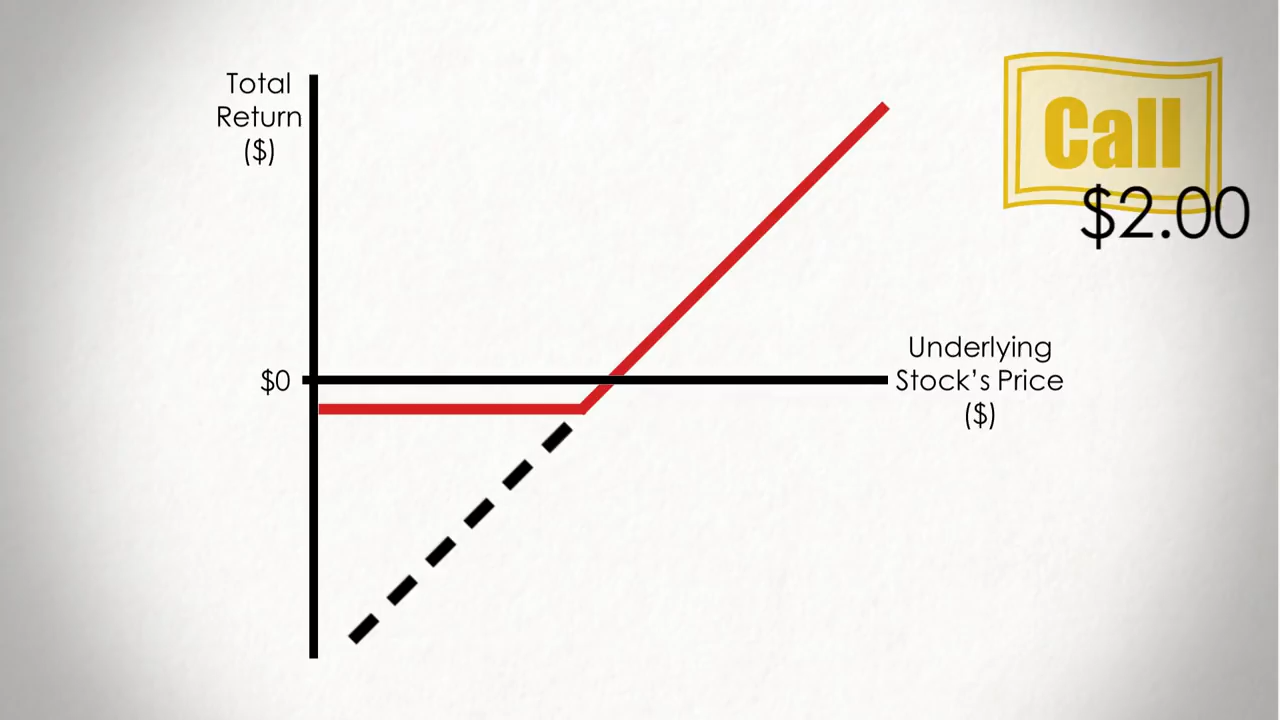 Total
Return
($)
Call
$2.00
$0
Underlying
Stock’s Price
($)